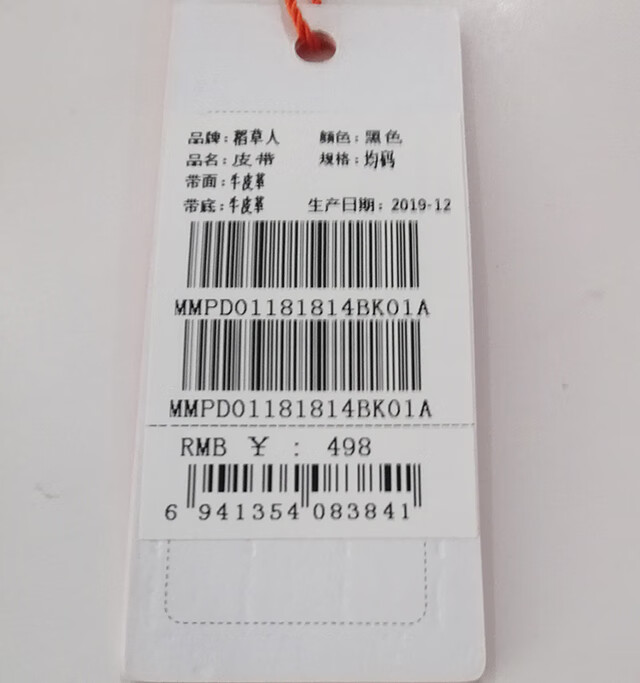 品牌:稻草人 颜色:黑色
品名:皮带 规格:均码
带面:牛皮革
带底:牛皮革 生产日期:2019-12
MMPD01181814BK01A
MMPD01181814BK01A
RMB ¥ : 498
6 941354 083841